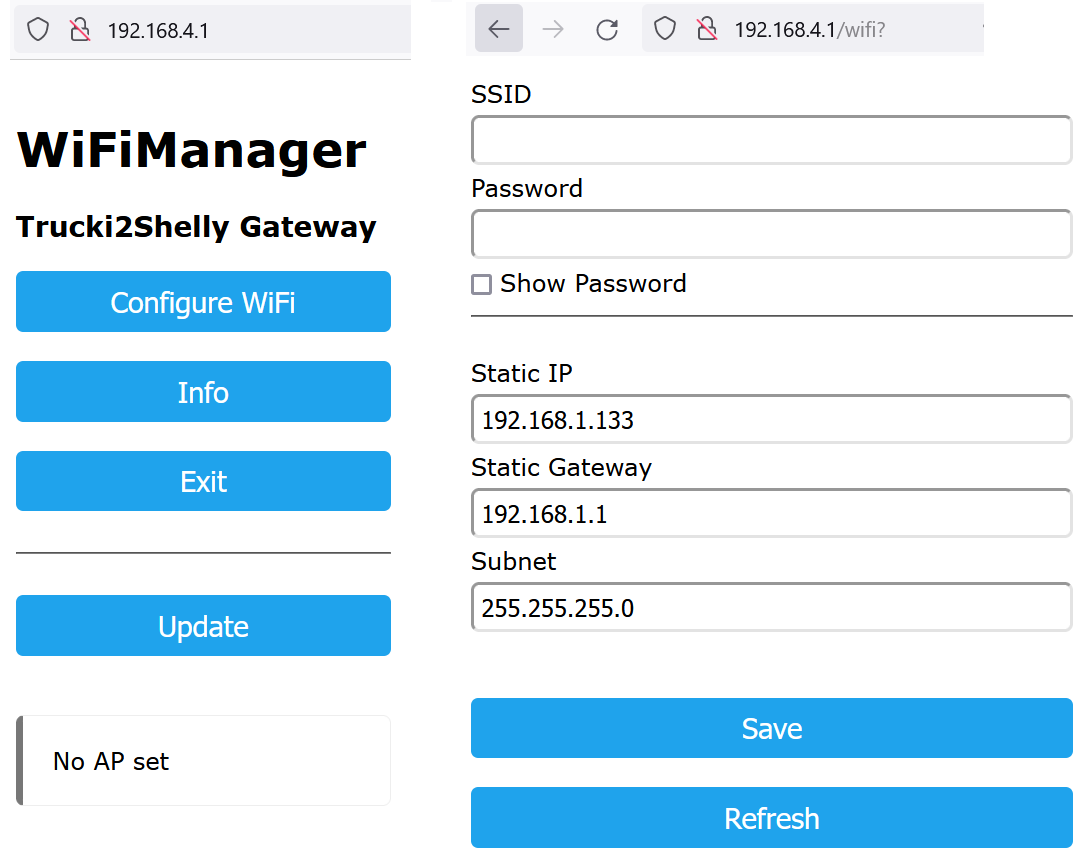 192.168.4.1
WiFiManager
Trucki2Shelly Gateway
Configure WiFi
Info
Exit
Update
No AP set
192.168.4.1/wifi?
SSID
Password
Show Password
Static IP
192.168.1.133
Static Gateway
192.168.1.1
Subnet
255.255.255.0
Save
Refresh